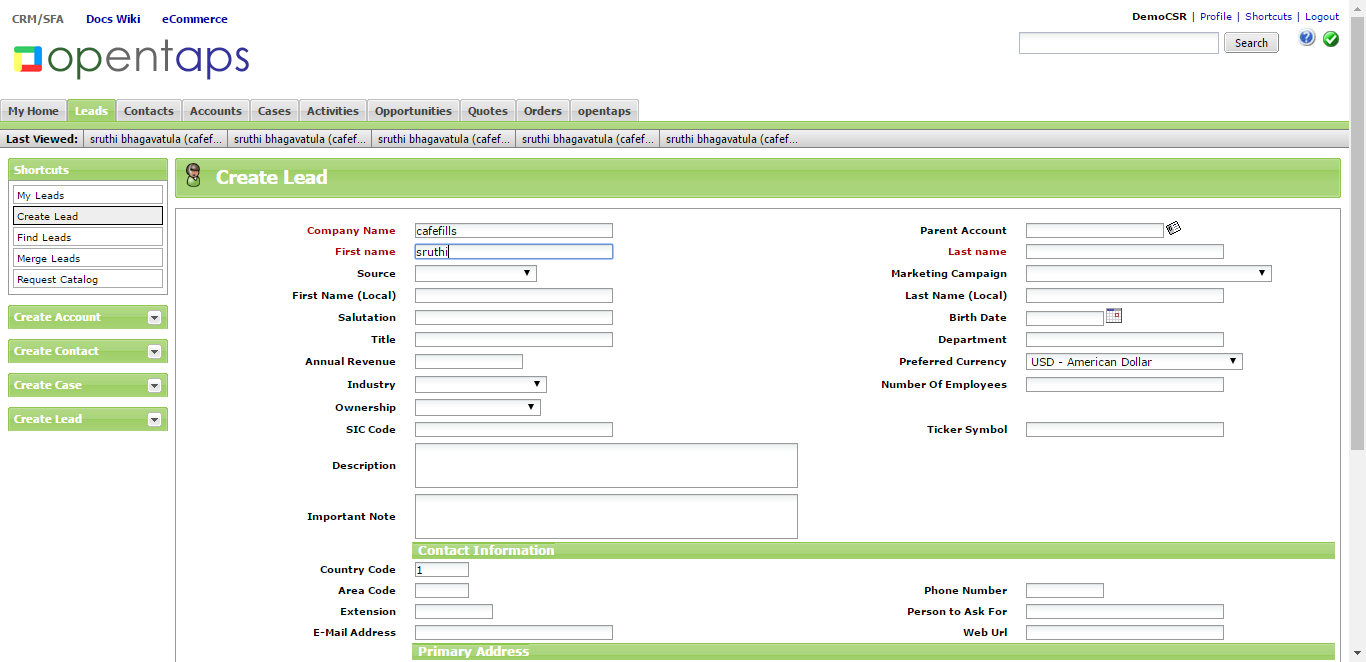 CRM/SFA Docs Wiki eCommerce
DemoCSR | Profile | Shortcuts | Logout
opentaps
Search
My Home Leads Contacts Accounts Cases Activities Opportunities Quotes Orders opentaps
Last Viewed: sruthi bhagavatula (cafef... sruthi bhagavatula (cafef... sruthi bhagavatula (cafef... sruthi bhagavatula (cafef... sruthi bhagavatula (cafef...
Shortcuts
My Leads
Create Lead
Find Leads
Merge Leads
Request Catalog
Create Account
Create Contact
Create Case
Create Lead
Create Lead
Company Name cafefills Parent Account
First name sruthi Last name
Source Marketing Campaign
First Name (Local) Last Name (Local)
Salutation Birth Date
Title Department
Annual Revenue Preferred Currency USD - American Dollar
Industry Number Of Employees
Ownership
SIC Code Ticker Symbol
Description
Important Note
Contact Information
Country Code 1
Area Code Phone Number
Extension Person to Ask For
E-Mail Address Web Url
Primary Address